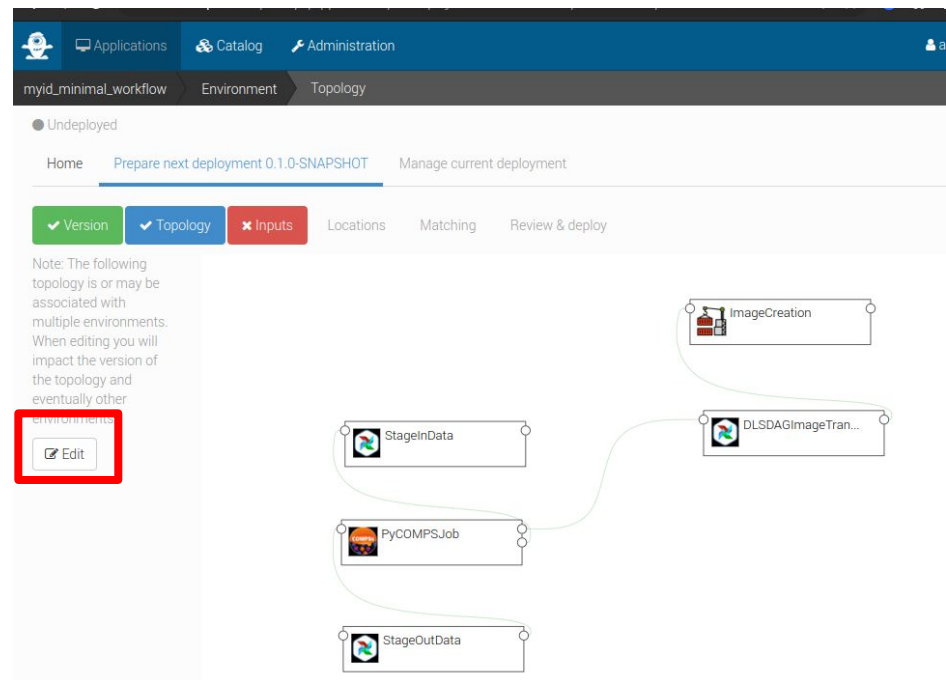 Applications Catalog Administration a
myid_minimal_workflow Environment Topology
Undeployed
Home Prepare next deployment 0.1.0-SNAPSHOT Manage current deployment
Version Topology Inputs Locations Matching Review & deploy
Note: The following
topology is or may be
associated with
multiple environments.
When editing you will
impact the version of
the topology and
eventually other
environments
Edit
ImageCreation
DLSDAGImageTran...
StageInData
PyCOMPSJob
COMPSs
StageOutData